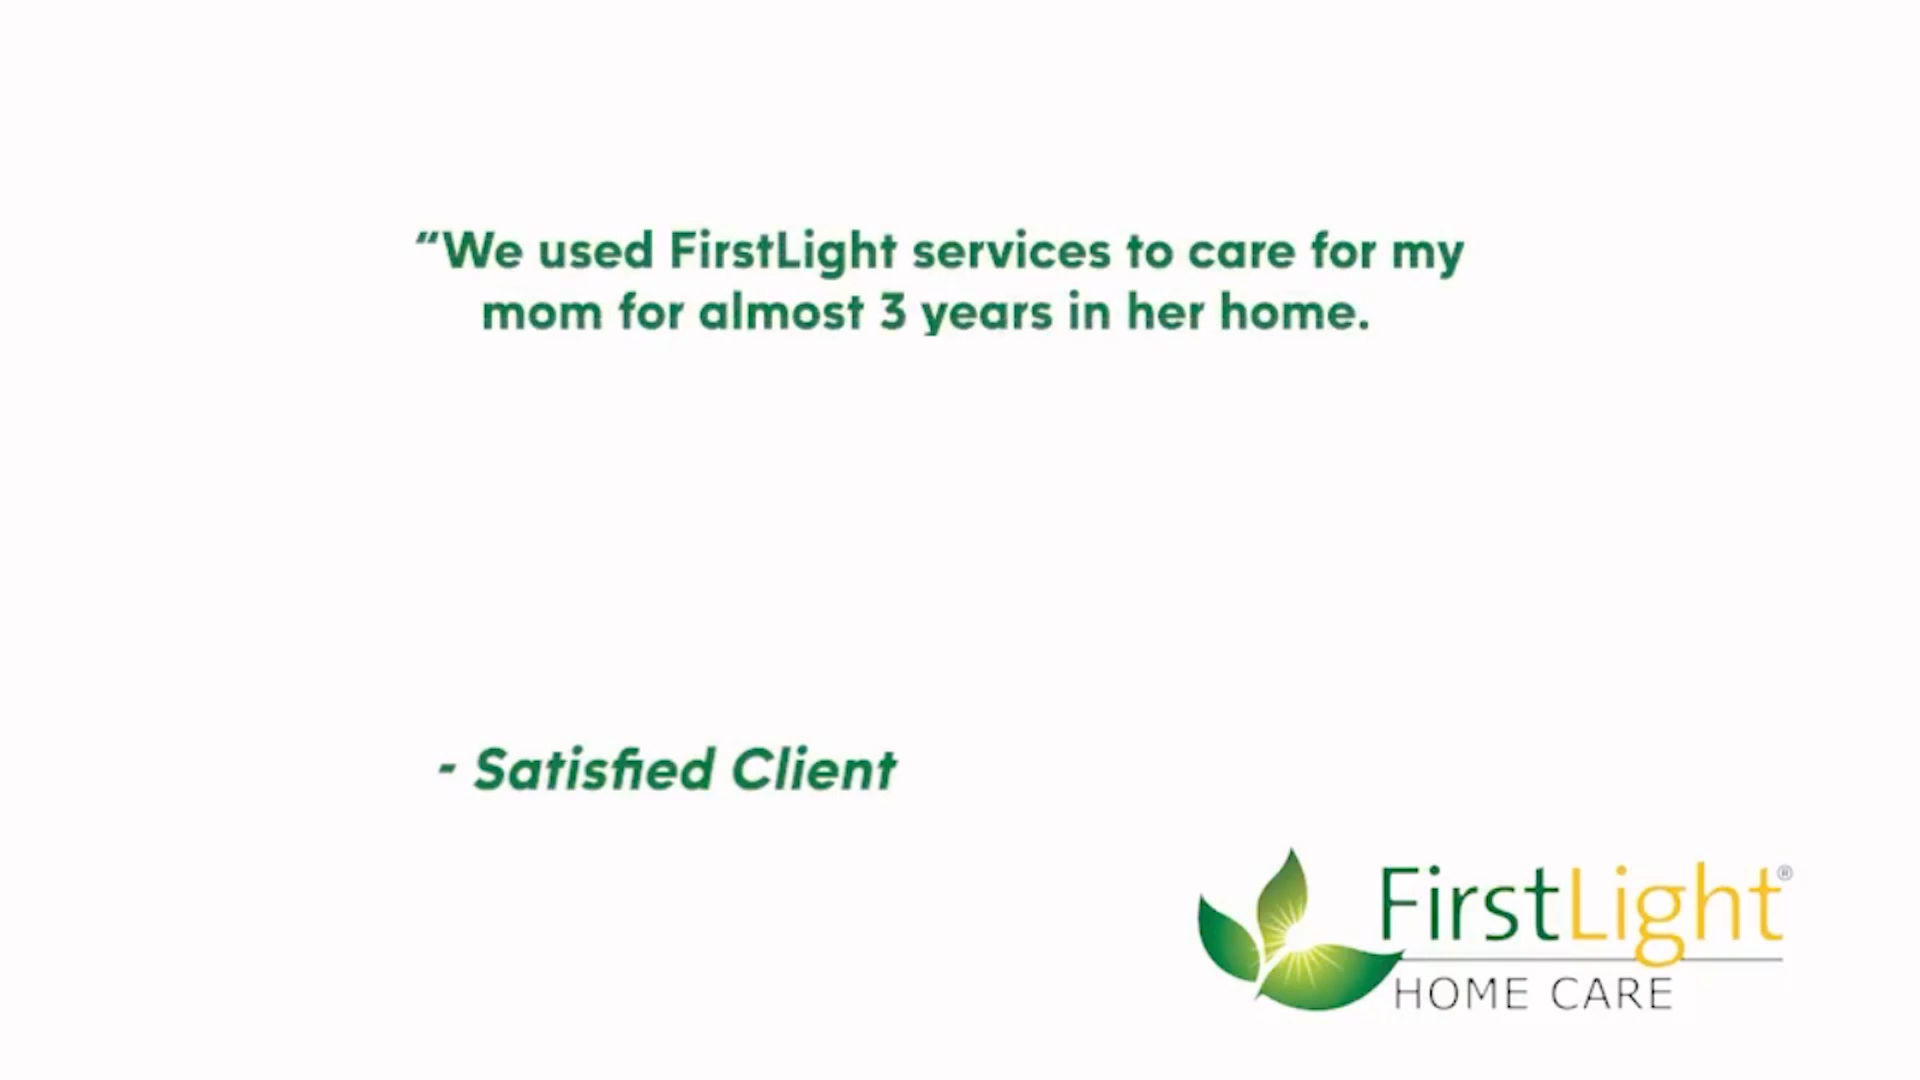 “We used FirstLight services to care for my
mom for almost 3 years in her home.
- Satisfied Client
FirstLight®
HOME CARE